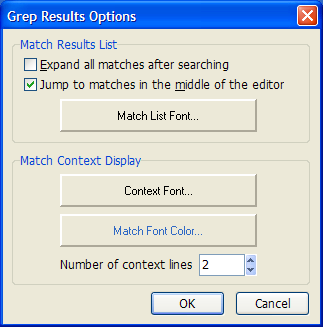 Grep Results Options
Match Results List
Expand all matches after searching
Jump to matches in the middle of the editor
Match List Font...
Match Context Display
Context Font...
Match Font Color...
Number of context lines 2
OK Cancel